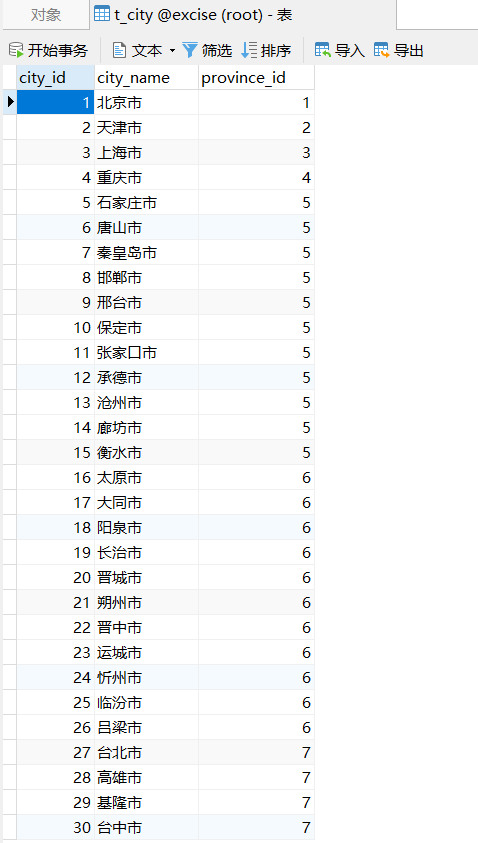 对象 t_city @excise (root) - 表
开始事务 文本 筛选 排序 导入 导出
city_id city_name province_id
1 北京市 1
2 天津市 2
3 上海市 3
4 重庆市 4
5 石家庄市 5
6 唐山市 5
7 秦皇岛市 5
8 邯郸市 5
9 邢台市 5
10 保定市 5
11 张家口市 5
12 承德市 5
13 沧州市 5
14 廊坊市 5
15 衡水市 5
16 太原市 6
17 大同市 6
18 阳泉市 6
19 长治市 6
20 晋城市 6
21 朔州市 6
22 晋中市 6
23 运城市 6
24 忻州市 6
25 临汾市 6
26 吕梁市 6
27 台北市 7
28 高雄市 7
29 基隆市 7
30 台中市 7